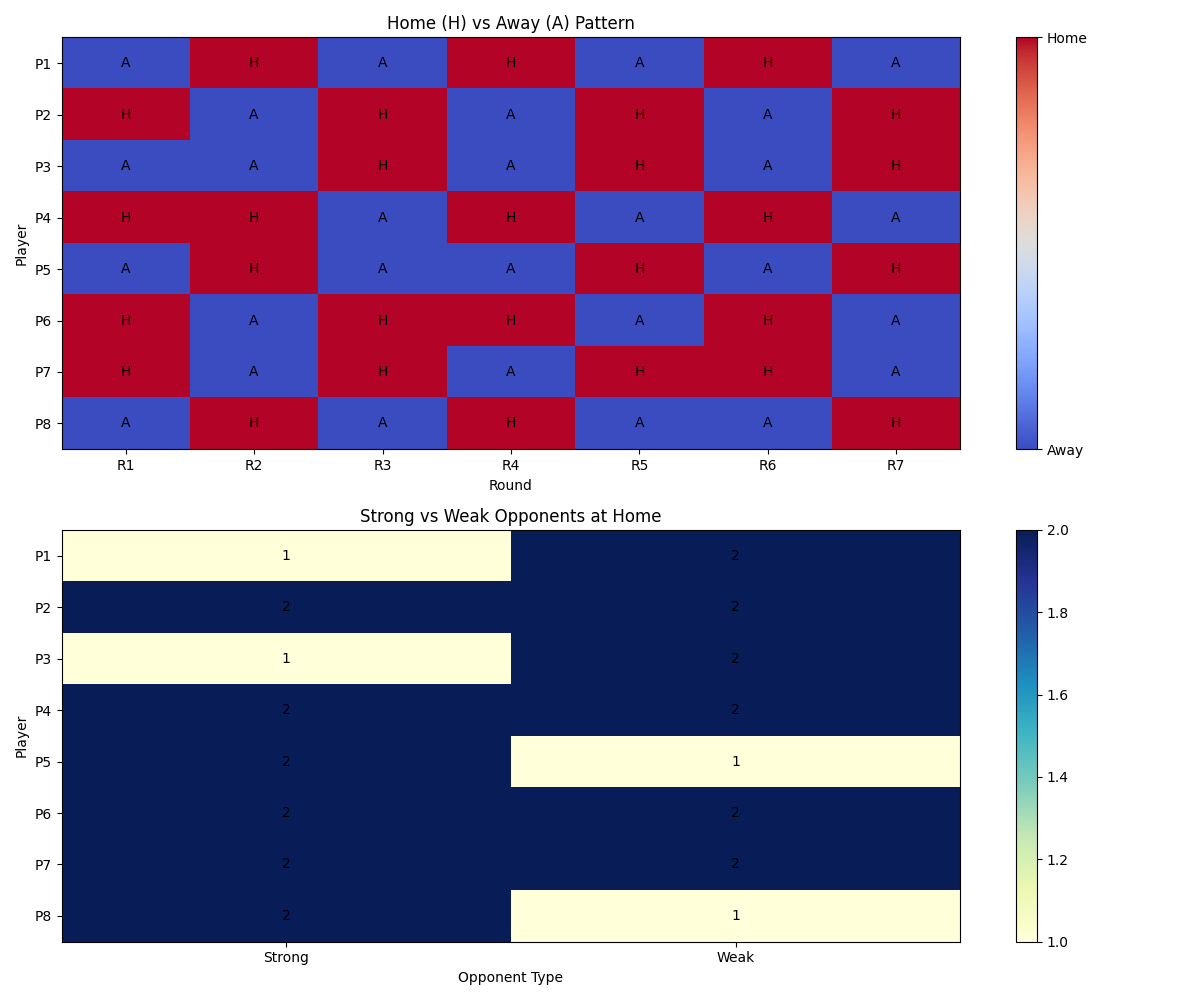 Home (H) vs Away (A) Pattern
Player
P1 A H A H A H A
P2 H A H A H A H
P3 A A H A H A H
P4 H H A H A H A
P5 A H A A H A H
P6 H A H H A H A
P7 H A H A H H A
P8 A H A H A A H
R1 R2 R3 R4 R5 R6 R7
Round
Home
Away
Strong vs Weak Opponents at Home
Player
P1 1 2
P2 2 2
P3 1 2
P4 2 2
P5 2 1
P6 2 2
P7 2 2
P8 2 1
Strong Weak
Opponent Type
2.0
1.8
1.6
1.4
1.2
1.0